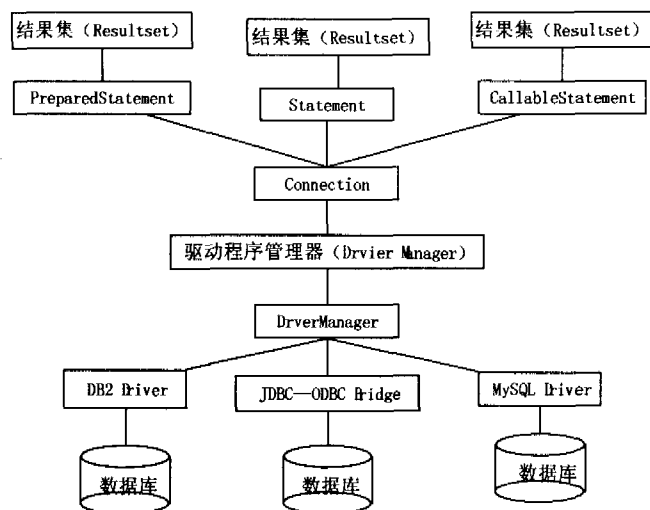 结果集（Resultset）
结果集（Resultset）
结果集（Resultset）
PreparedStatement
Statement
CallableStatement
Connection
驱动程序管理器（Drvier Manager）
DrverManager
DB2 Driver
JDBC—ODBC Bridge
MySQL Driver
数据库
数据库
数据库